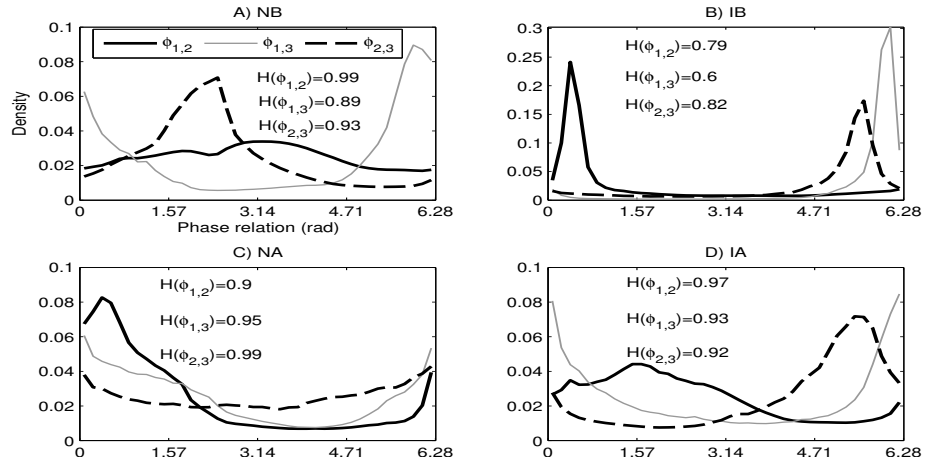 A) NB
0.1
0.08
0.06
0.04
0.02
0
Density
ϕ1,2 ϕ1,3 ϕ2,3
H(ϕ1,2)=0.99
H(ϕ1,3)=0.89
H(ϕ2,3)=0.93
0 1.57 3.14 4.71 6.28
Phase relation (rad)
B) IB
0.3
0.25
0.2
0.15
0.1
0.05
0
H(ϕ1,2)=0.79
H(ϕ1,3)=0.6
H(ϕ2,3)=0.82
0 1.57 3.14 4.71 6.28
C) NA
0.1
0.08
0.06
0.04
0.02
0
H(ϕ1,2)=0.9
H(ϕ1,3)=0.95
H(ϕ2,3)=0.99
0 1.57 3.14 4.71 6.28
D) IA
0.1
0.08
0.06
0.04
0.02
0
H(ϕ1,2)=0.97
H(ϕ1,3)=0.93
H(ϕ2,3)=0.92
0 1.57 3.14 4.71 6.28